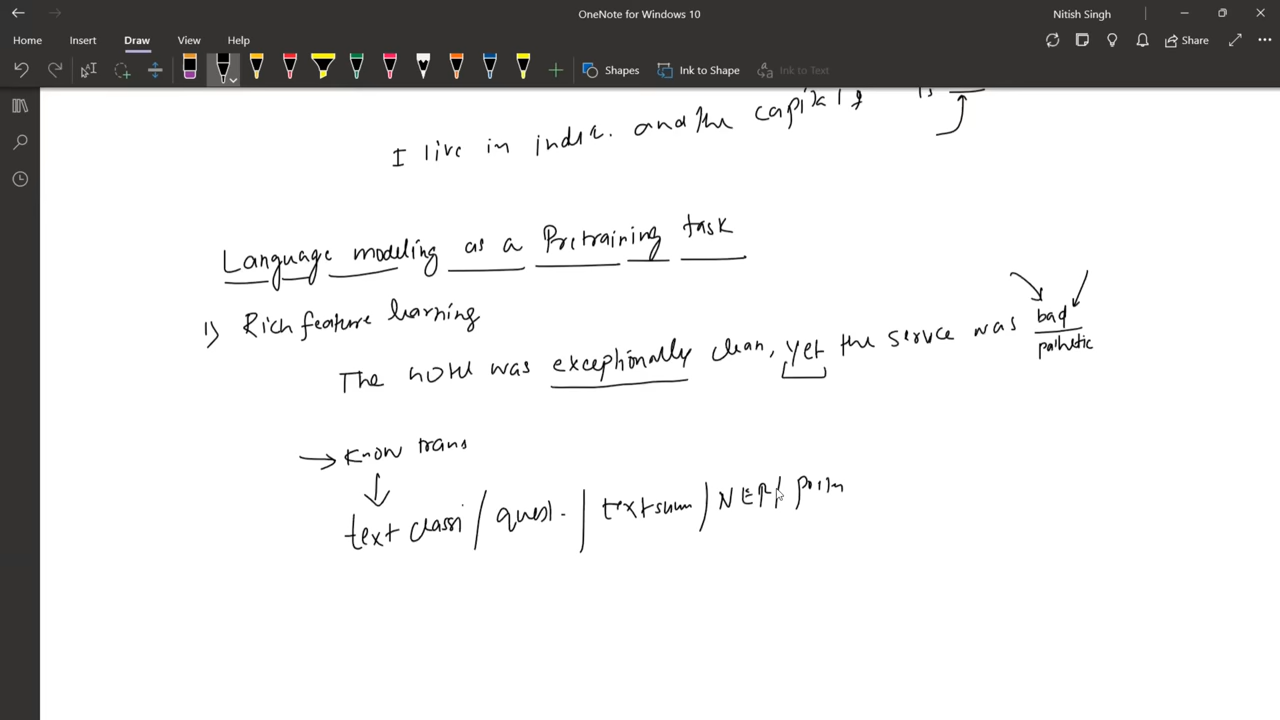 OneNote for Windows 10
Nitish Singh
Home Insert Draw View Help
Share
Shapes
Ink to Shape
Ink to Text
I live in india. and the capital is
Language modeling as a Pretraining task
1) Rich feature learning
The hotel was exceptionally clean, yet the service was bad
pathetic
→ Know trans
text classi / quest. / text sum / NER /